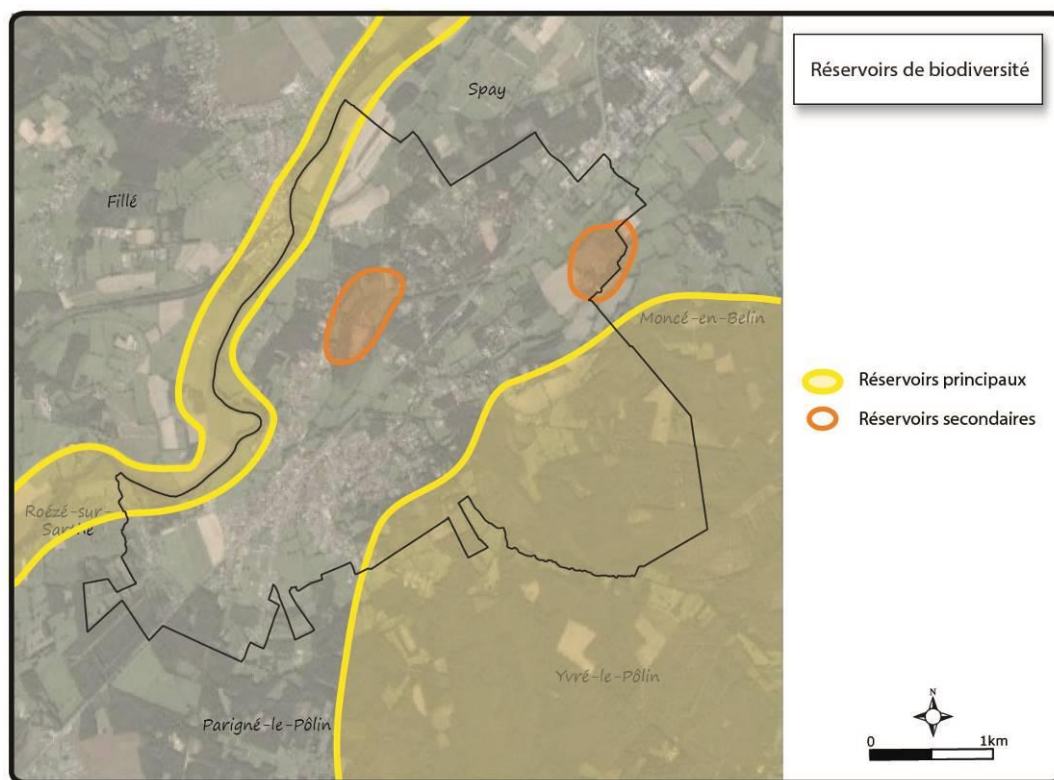 Réservoirs de biodiversité
Spay
Fillé
Moncé-en-Belin
Réservoirs principaux
Réservoirs secondaires
Roézé-sur-
Sarthe
Yvré-le-Pôlin
Parigné-le-Pôlin
N
0 1km